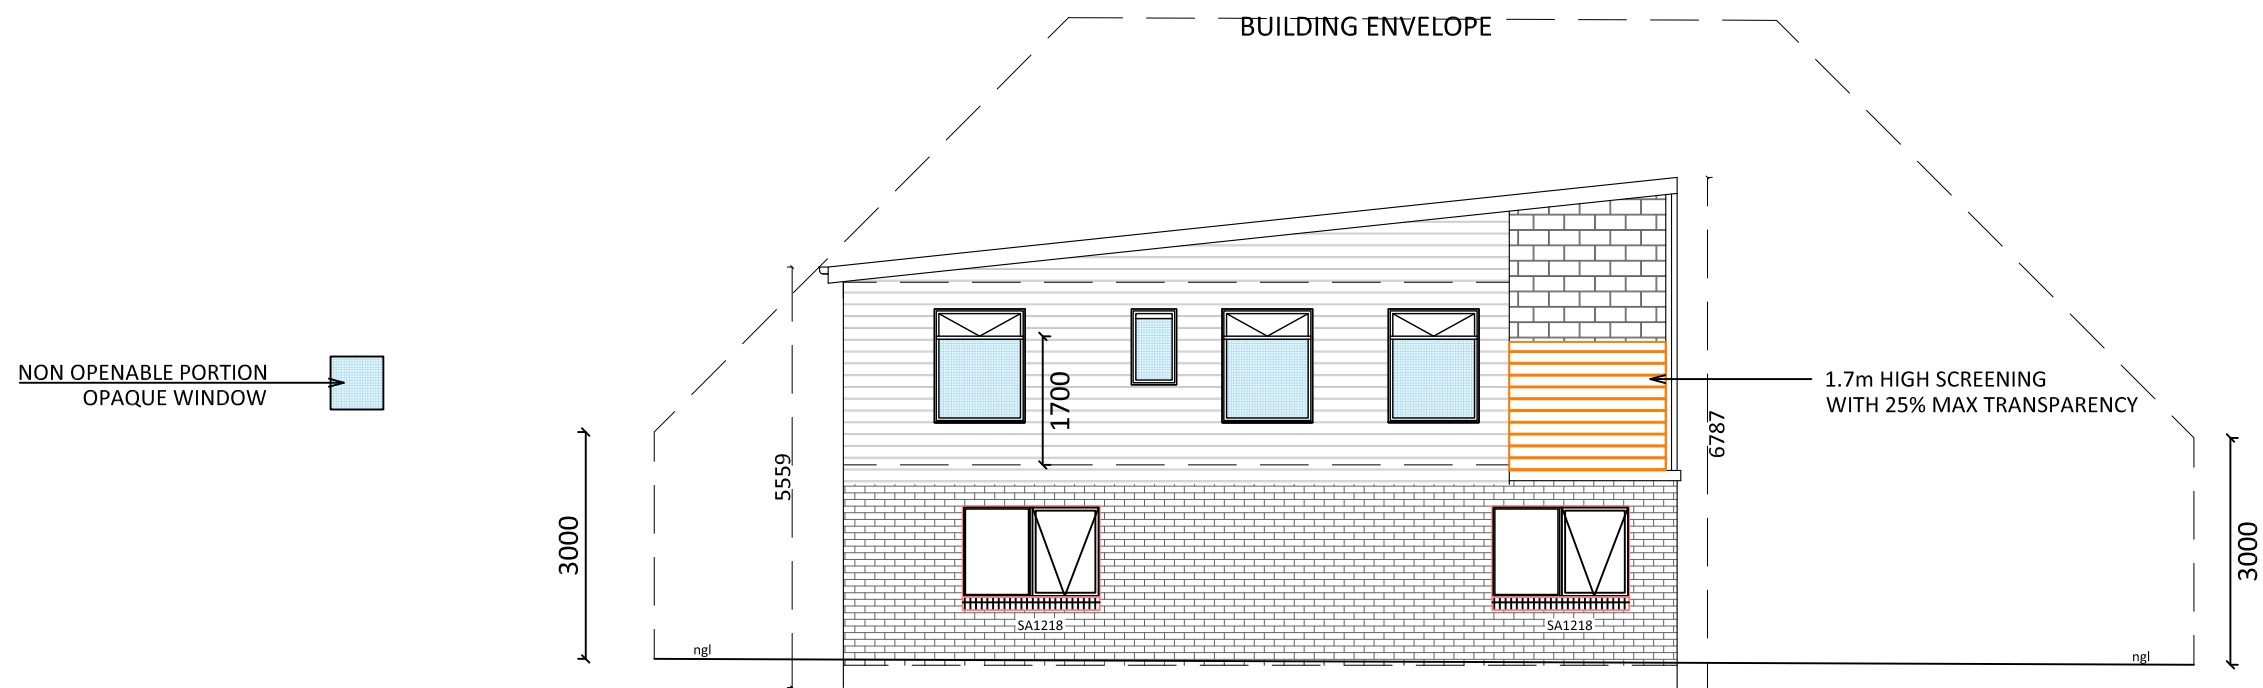 BUILDING ENVELOPE
NON OPENABLE PORTION
OPAQUE WINDOW
1.7m HIGH SCREENING
WITH 25% MAX TRANSPARENCY
1700
6787
5559
3000
3000
SA1218
SA1218
ngl
ngl